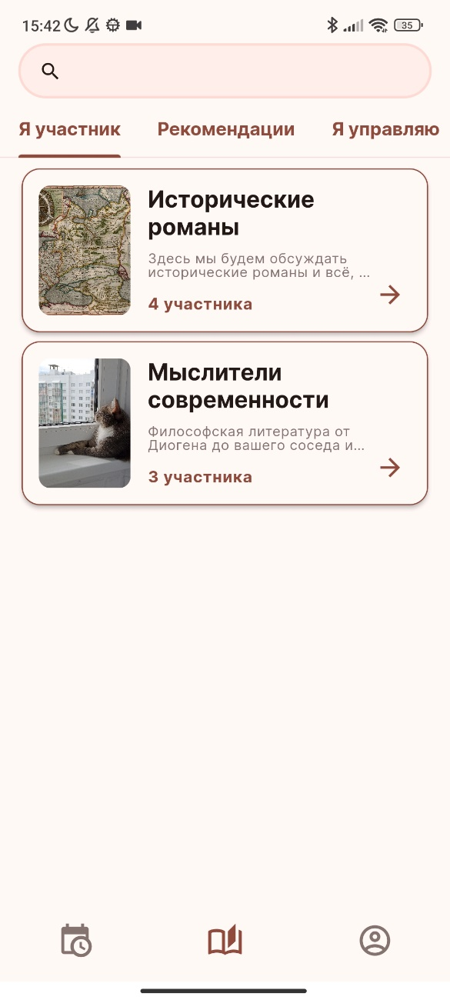 15:42
35
Я участник Рекомендации Я управляю
Исторические
романы
Здесь мы будем обсуждать
исторические романы и всё, ...
4 участника
Мыслители
современности
Философская литература от
Диогена до вашего соседа и...
3 участника